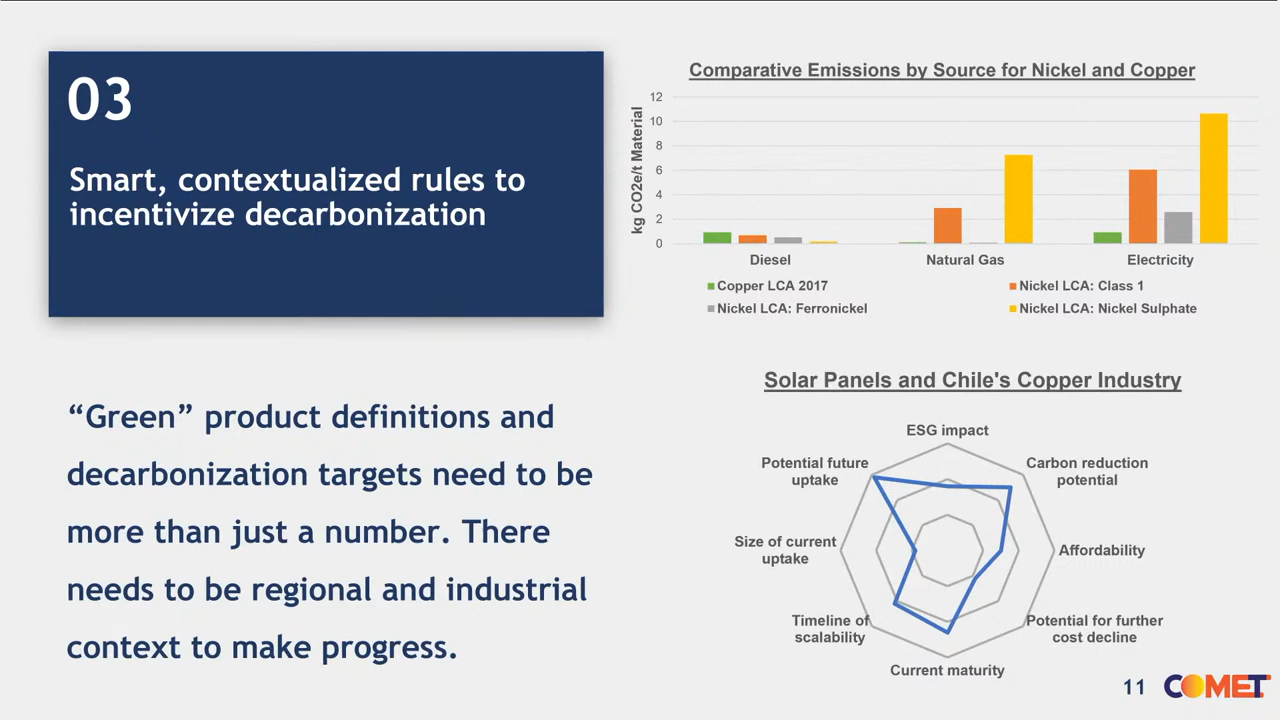 03
Smart, contextualized rules to
incentivize decarbonization
“Green” product definitions and
decarbonization targets need to be
more than just a number. There
needs to be regional and industrial
context to make progress.
Comparative Emissions by Source for Nickel and Copper
kg CO2e/t Material
12
10
8
6
4
2
0
Diesel
Natural Gas
Electricity
Copper LCA 2017
Nickel LCA: Class 1
Nickel LCA: Ferronickel
Nickel LCA: Nickel Sulphate
Solar Panels and Chile's Copper Industry
ESG impact
Carbon reduction
potential
Affordability
Potential for further
cost decline
Current maturity
Timeline of
scalability
Size of current
uptake
Potential future
uptake
11
COMET